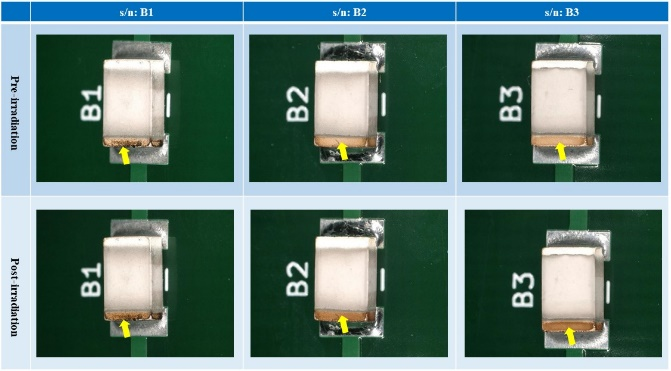 s/n: B1
s/n: B2
s/n: B3
Pre-irradiation
B1
B2
B3
Post-irradiation
B1
B2
B3